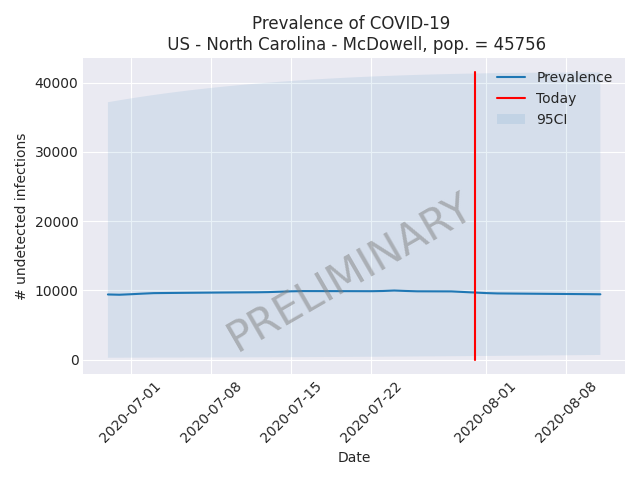 Prevalence of COVID-19
US - North Carolina - McDowell, pop. = 45756
# undetected infections
40000
30000
20000
10000
0
Prevalence
Today
95CI
PRELIMINARY
2020-07-01
2020-07-08
2020-07-15
2020-07-22
2020-08-01
2020-08-08
Date